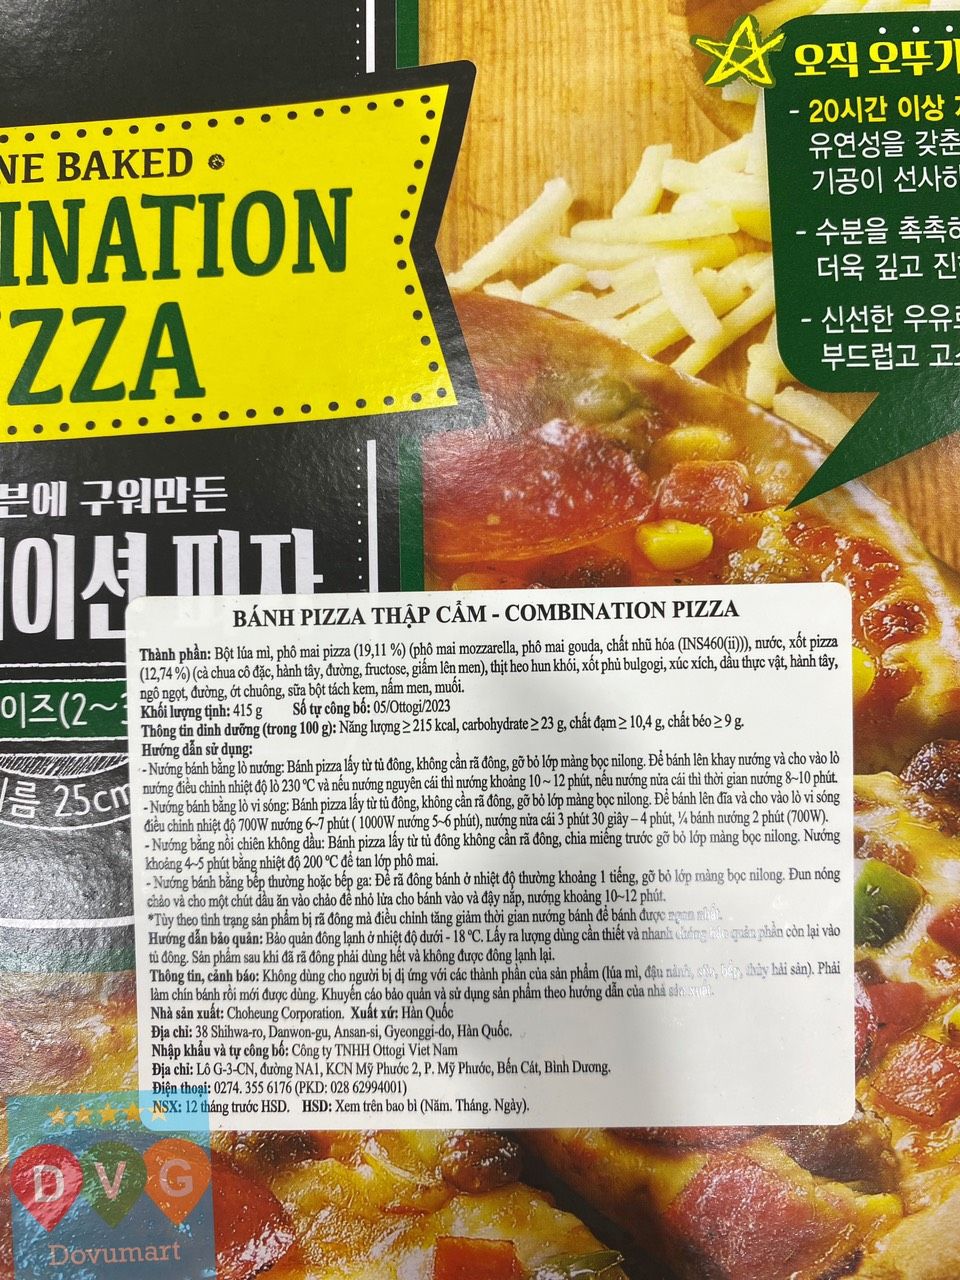 오직 오뚜기
- 20시간 이상
유연성을 갖춘
기공이 선사하
- 수분을 촉촉하
더욱 깊고 진
- 신선한 우유로
부드럽고 고소
NE BAKED
INATION
ZZA
븐에 구워만든
이션 피자
이즈(2~3
름 25cm
BÁNH PIZZA THẬP CẨM - COMBINATION PIZZA
Thành phần: Bột lúa mì, phô mai pizza (19,11 %) (phô mai mozzarella, phô mai gouda, chất nhũ hóa (INS460(ii))), nước, xốt pizza
(12,74 %) (cà chua cô đặc, hành tây, đường, fructose, giấm lên men), thịt heo hun khói, xốt phủ bulgogi, xúc xích, dầu thực vật, hành tây,
ngô ngọt, đường, ớt chuông, sữa bột tách kem, nấm men, muối.
Khối lượng tịnh: 415 g Số tự công bố: 05/Ottogi/2023
Thông tin dinh dưỡng (trong 100 g): Năng lượng ≥ 215 kcal, carbohydrate ≥ 23 g, chất đạm ≥ 10,4 g, chất béo ≥ 9 g.
Hướng dẫn sử dụng:
- Nướng bánh bằng lò nướng: Bánh pizza lấy từ tủ đông, không cần rã đông, gỡ bỏ lớp màng bọc nilong. Để bánh lên khay nướng và cho vào lò
nướng điều chỉnh nhiệt độ lò 230 °C và nếu nướng nguyên cái thì nướng khoảng 10 ~ 12 phút, nếu nướng nửa cái thì thời gian nướng 8~10 phút.
- Nướng bánh bằng lò vi sóng: Bánh pizza lấy từ tủ đông, không cần rã đông, gỡ bỏ lớp màng bọc nilong. Để bánh lên đĩa và cho vào lò vi sóng
điều chỉnh nhiệt độ 700W nướng 6~7 phút ( 1000W nướng 5~6 phút), nướng nửa cái 3 phút 30 giây – 4 phút, ¼ bánh nướng 2 phút (700W).
- Nướng bằng nồi chiên không dầu: Bánh pizza lấy từ tủ đông không cần rã đông, chia miếng trước gỡ bỏ lớp màng bọc nilong. Nướng
khoảng 4~5 phút bằng nhiệt độ 200 °C để tan lớp phô mai.
- Nướng bánh bằng bếp thường hoặc bếp ga: Để rã đông bánh ở nhiệt độ thường khoảng 1 tiếng, gỡ bỏ lớp màng bọc nilong. Đun nóng
chảo và cho một chút dầu ăn vào chảo để nhỏ lửa cho bánh vào và đậy nắp, nướng khoảng 10~12 phút.
*Tùy theo tình trạng sản phẩm bị rã đông mà điều chỉnh tăng giảm thời gian nướng bánh để bánh được ngon nhất.
Hướng dẫn bảo quản: Bảo quản đông lạnh ở nhiệt độ dưới - 18 °C. Lấy ra lượng dùng cần thiết và nhanh chóng bảo quản phần còn lại vào
tủ đông. Sản phẩm sau khi đã rã đông phải dùng hết và không được đông lạnh lại.
Thông tin, cảnh báo: Không dùng cho người bị dị ứng với các thành phần của sản phẩm (lúa mì, đậu nành, sữa, thủy hải sản). Phải
làm chín bánh rồi mới được dùng. Khuyến cáo bảo quản và sử dụng sản phẩm theo hướng dẫn của nhà sản xuất.
Nhà sản xuất: Choheung Corporation. Xuất xứ: Hàn Quốc
Địa chỉ: 38 Shihwa-ro, Danwon-gu, Ansan-si, Gyeonggi-do, Hàn Quốc.
Nhập khẩu và tự công bố: Công ty TNHH Ottogi Viet Nam
Địa chỉ: Lô G-3-CN, đường NA1, KCN Mỹ Phước 2, P. Mỹ Phước, Bến Cát, Bình Dương.
Điện thoại: 0274. 355 6176 (PKD: 028 62994001)
NSX: 12 tháng trước HSD. HSD: Xem trên bao bì (Năm. Tháng. Ngày).
D V G
Dovumart